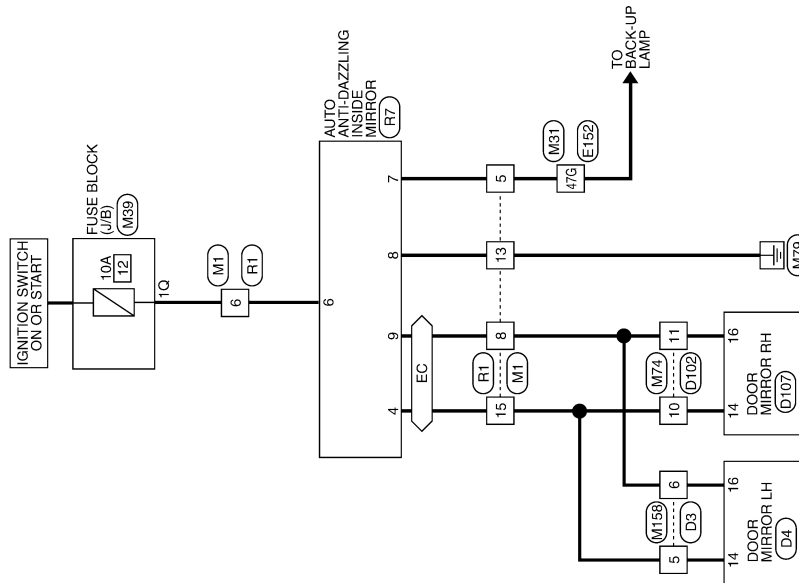 IGNITION SWITCH
ON OR START
FUSE BLOCK
(J/B)
M39
10A
12
1Q
6
M1
R1
6
AUTO
ANTI-DAZZLING
INSIDE
MIRROR
R7
4
9
8
7
EC
15
R1
M1
8
13
5
47G
M31
E152
TO
BACK-UP
LAMP
M79
5
M158
D3
6
10
M74
D102
11
14
16
DOOR
MIRROR LH
D4
14
16
DOOR
MIRROR RH
D107